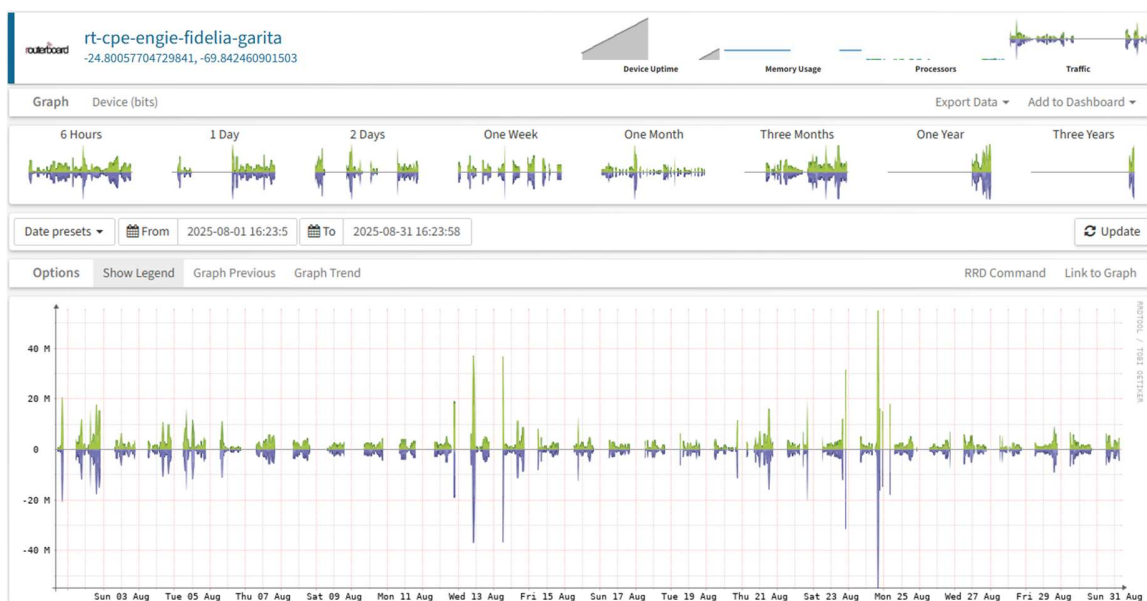 routerboard
rt-cpe-engie-fidelia-garita
-24.80057704729841, -69.842460901503
Device Uptime Memory Usage Processors Traffic
Graph Device (bits) Export Data Add to Dashboard
6 Hours 1 Day 2 Days One Week One Month Three Months One Year Three Years
Date presets From 2025-08-01 16:23:5 To 2025-08-31 16:23:58 Update
Options Show Legend Graph Previous Graph Trend RRD Command Link to Graph
RRDTOOL / TOBI OETIKER
40 M
20 M
0
-20 M
-40 M
Sun 03 Aug Tue 05 Aug Thu 07 Aug Sat 09 Aug Mon 11 Aug Wed 13 Aug Fri 15 Aug Sun 17 Aug Tue 19 Aug Thu 21 Aug Sat 23 Aug Mon 25 Aug Wed 27 Aug Fri 29 Aug Sun 31 Aug